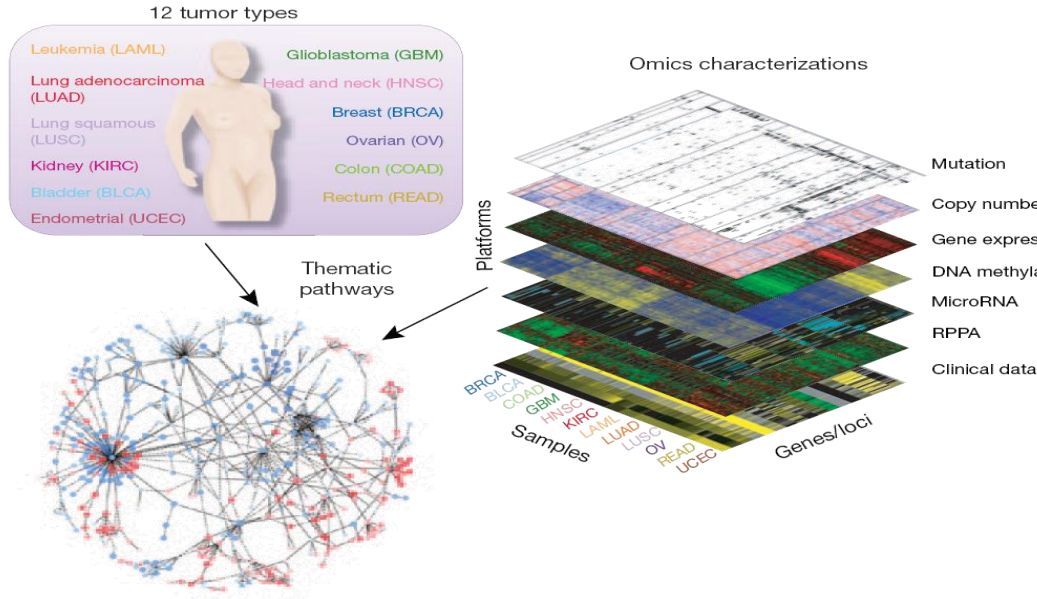 12 tumor types
Leukemia (LAML)
Lung adenocarcinoma
(LUAD)
Lung squamous
(LUSC)
Kidney (KIRC)
Bladder (BLCA)
Endometrial (UCEC)
Glioblastoma (GBM)
Head and neck (HNSC)
Breast (BRCA)
Ovarian (OV)
Colon (COAD)
Rectum (READ)
Thematic
pathways
Omics characterizations
Platforms
Mutation
Copy numbe
Gene expres
DNA methyla
MicroRNA
RPPA
Clinical data
BRCA
BLCA
COAD
GBM
HNSC
KIRC
LAML
LUAD
LUSC
OV
READ
UCEC
Samples
Genes/loci